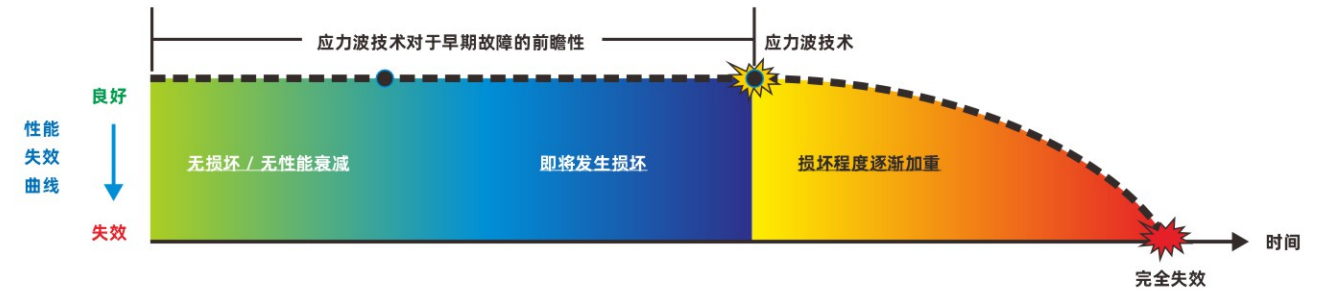 应力波技术对于早期故障的前瞻性
应力波技术
良好
性能
失效
曲线
无损坏 / 无性能衰减
即将发生损坏
损坏程度逐渐加重
失效
时间
完全失效